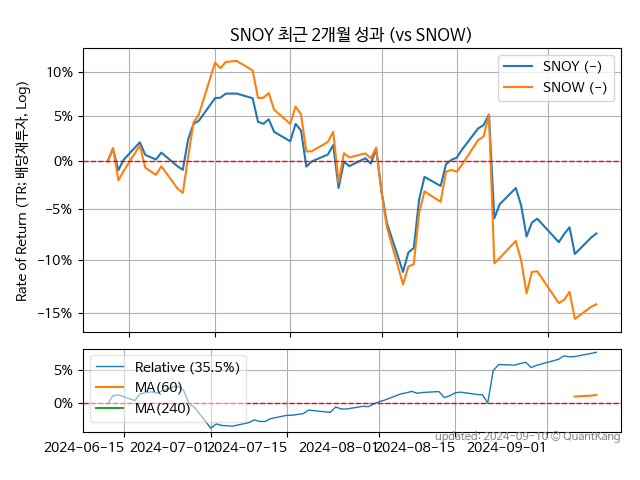 SNOY 최근 2개월 성과 (vs SNOW)
Rate of Return (TR: 배당재투자, Log)
10%
5%
0%
−5%
−10%
−15%
SNOY (-)
SNOW (-)
5%
0%
Relative (35.5%)
MA(60)
MA(240)
2024-06-15
2024-07-01
2024-07-15
2024-08-01
2024-08-15
2024-09-01
updated: 2024-09-10 © QuantKang